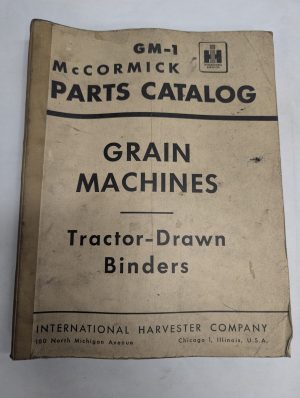 GM-1
McCORMICK
PARTS CATALOG
GRAIN
MACHINES
Tractor-Drawn
Binders
INTERNATIONAL HARVESTER COMPANY
180 North Michigan Avenue Chicago 1, Illinois, U.S.A.